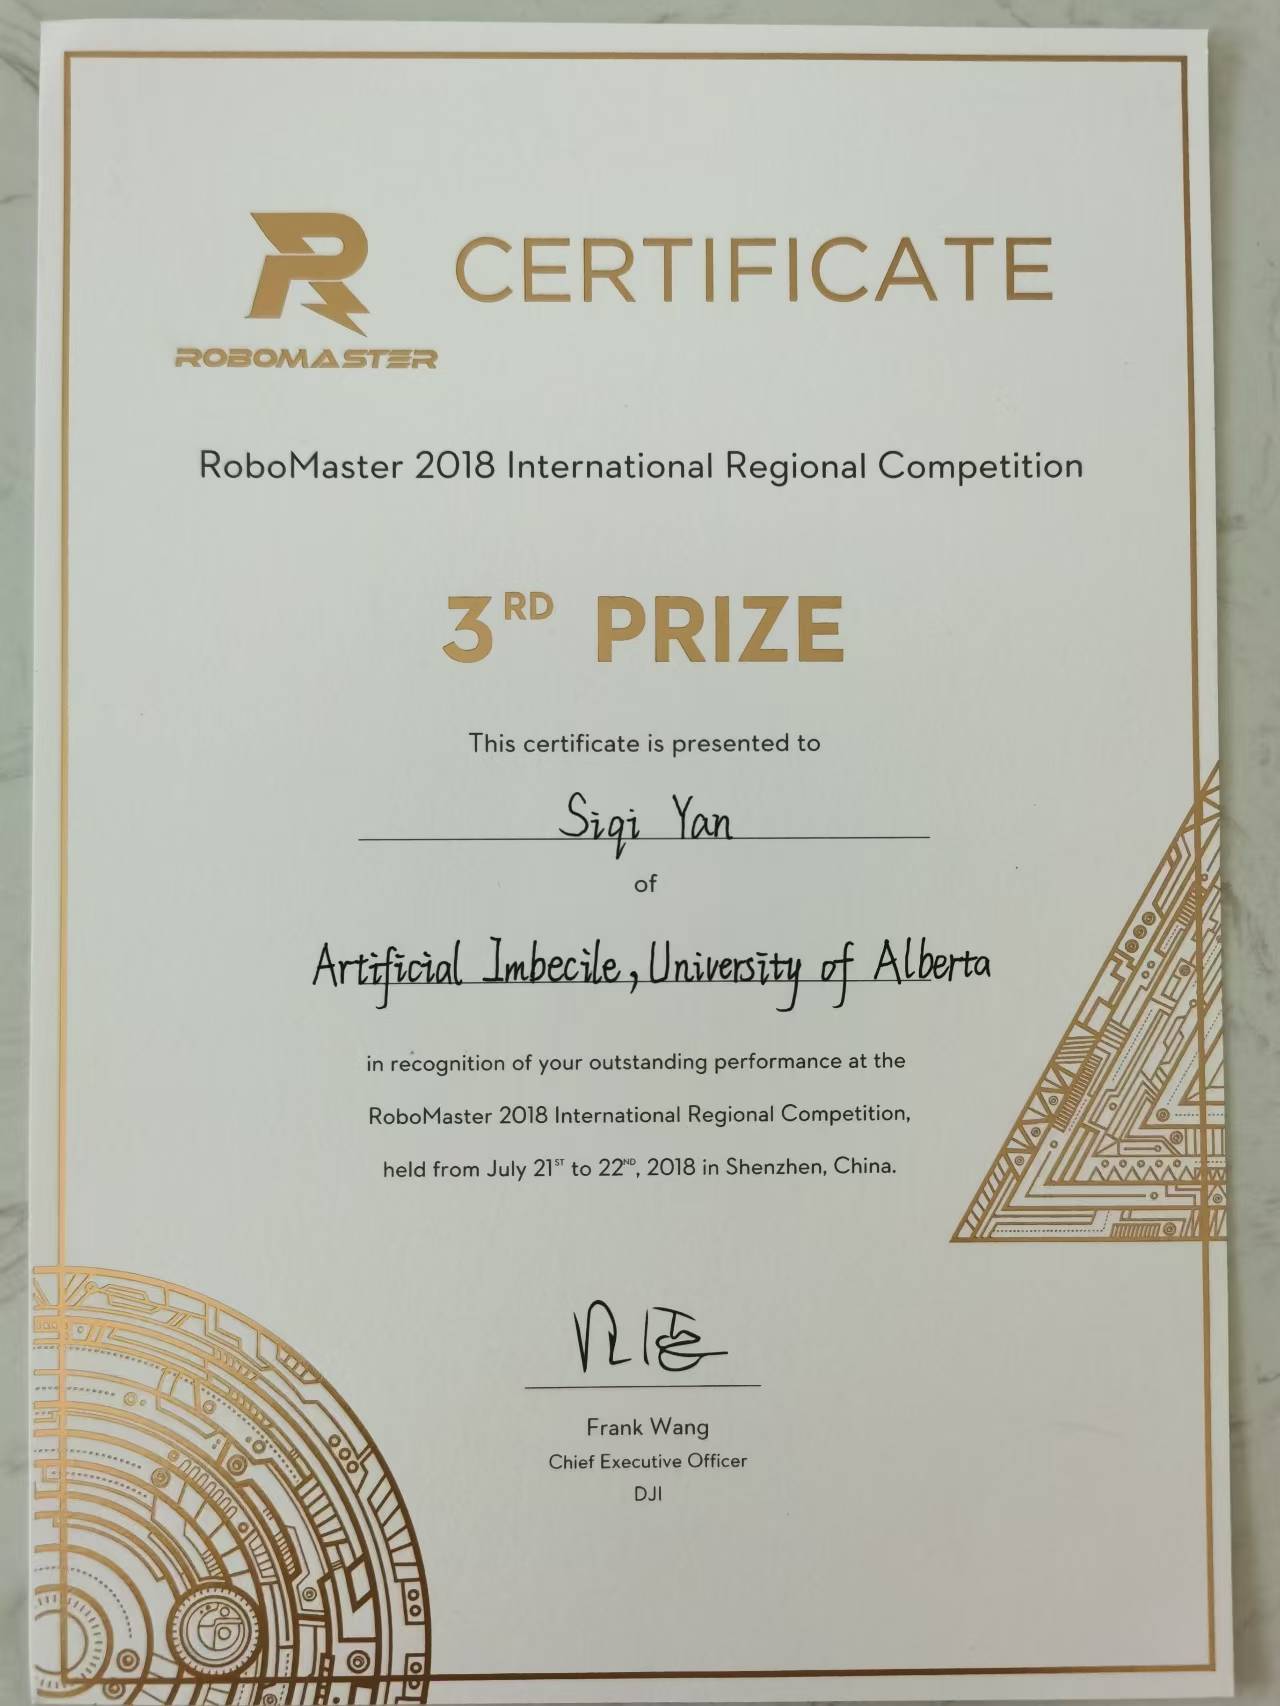 CERTIFICATE
ROBOMASTER
RoboMaster 2018 International Regional Competition
3RD PRIZE
This certificate is presented to
Siqi Yan
of
Artificial Imbecile, University of Alberta
in recognition of your outstanding performance at the
RoboMaster 2018 International Regional Competition,
held from July 21ST to 22ND, 2018 in Shenzhen, China.
Frank Wang
Chief Executive Officer
DJI